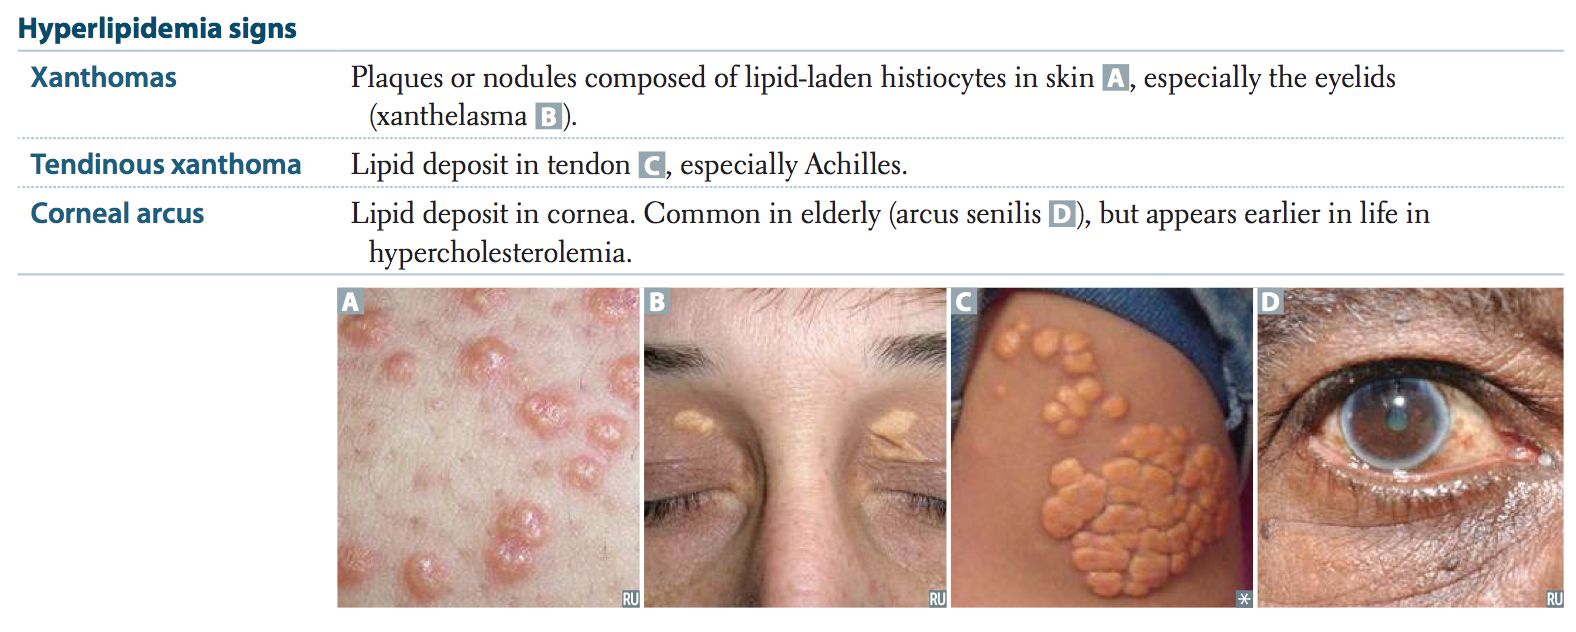 Hyperlipidemia signs
Xanthomas
Plaques or nodules composed of lipid-laden histiocytes in skin A, especially the eyelids
(xanthelasma B).
Tendinous xanthoma
Lipid deposit in tendon C, especially Achilles.
Corneal arcus
Lipid deposit in cornea. Common in elderly (arcus senilis D), but appears earlier in life in
hypercholesterolemia.
A
B
C
D
RU
RU
*
RU